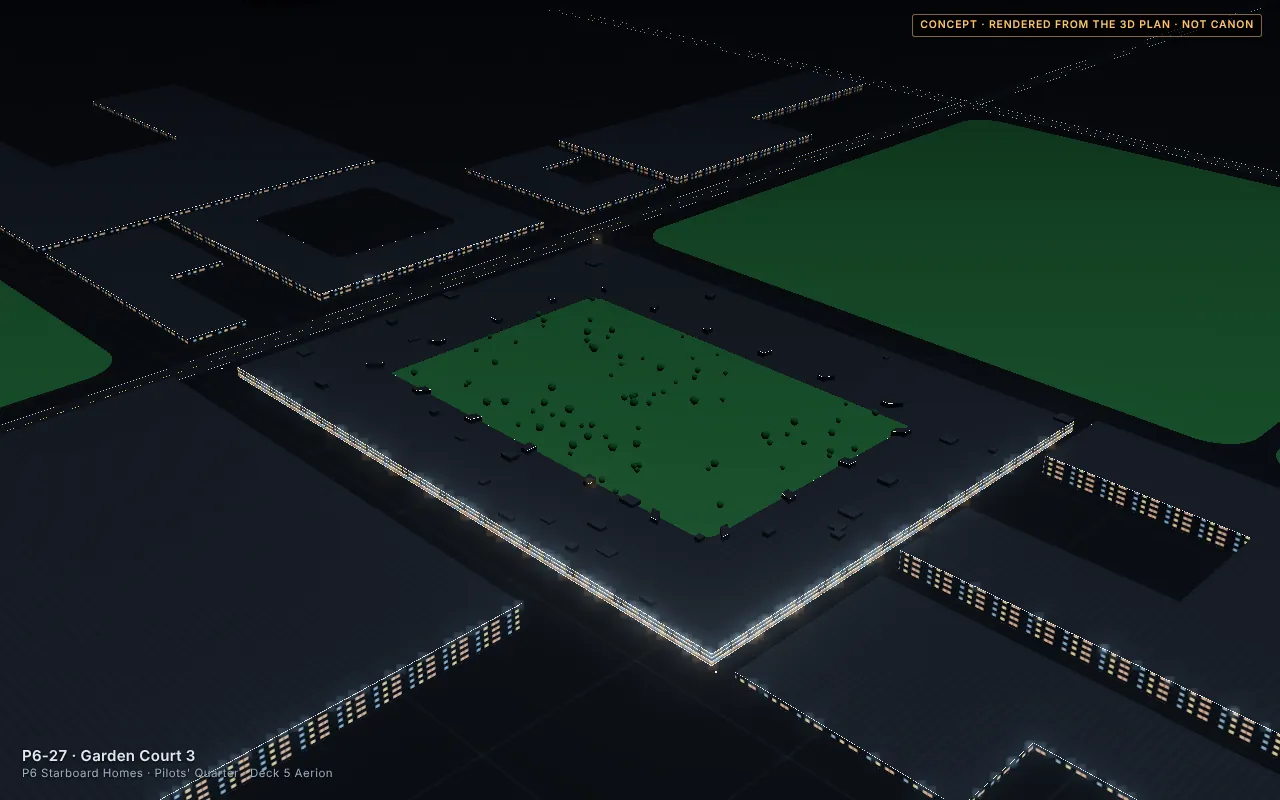 CONCEPT · RENDERED FROM THE 3D PLAN · NOT CANON
P6-27 · Garden Court 3
P6 Starboard Homes · Pilots' Quarter · Deck 5 Aerion